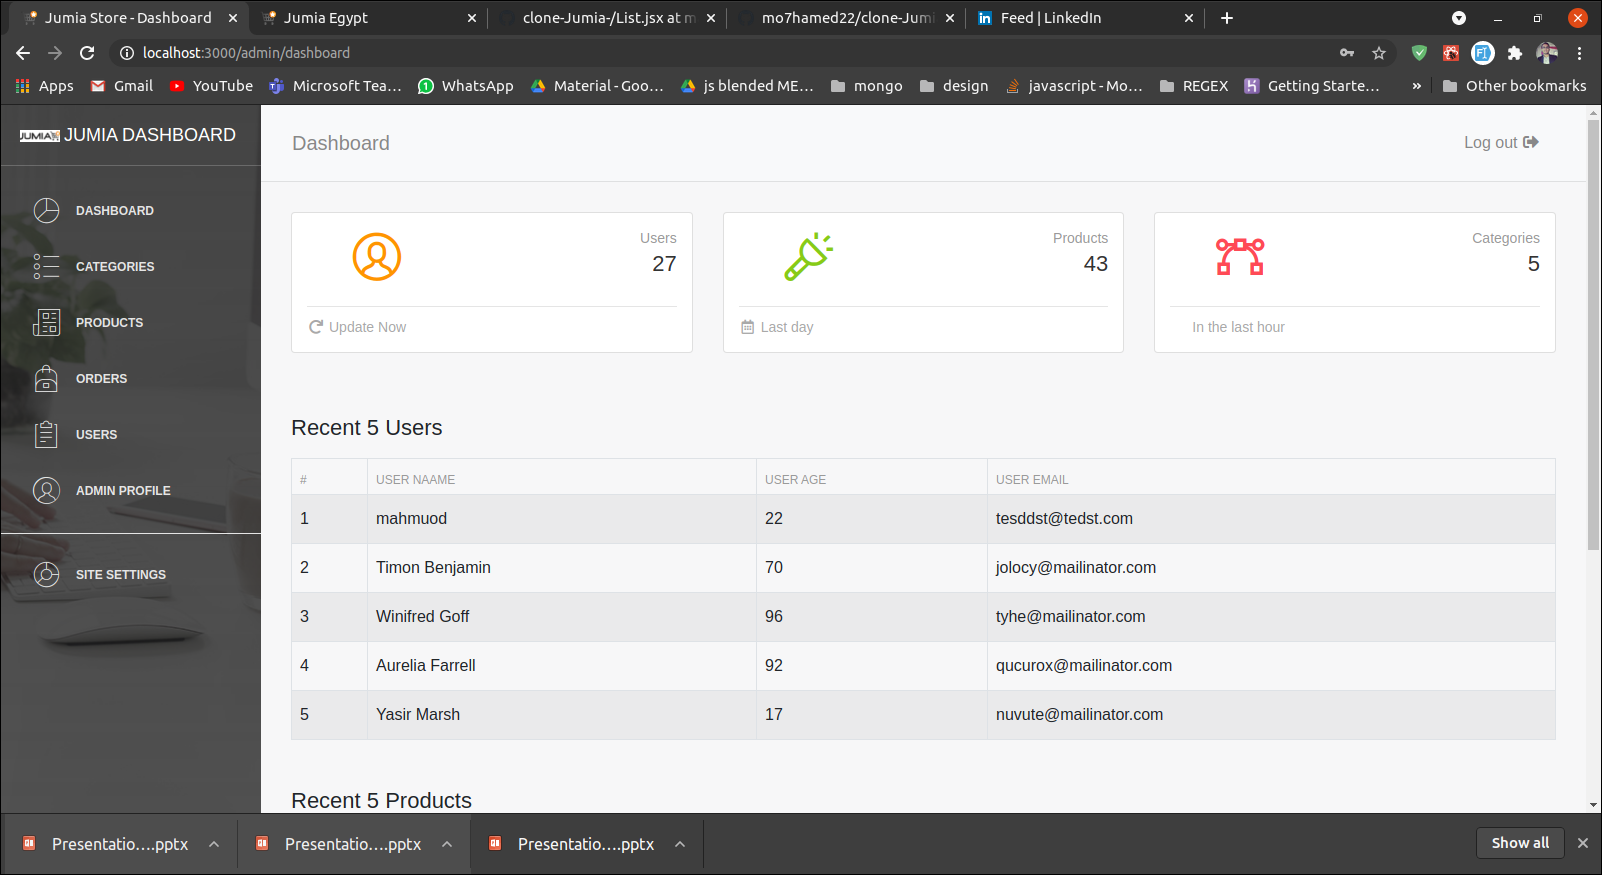 Jumia Store - Dashboard
Jumia Egypt
clone-Jumia-/List.jsx at m
mo7hamed22/clone-Jumi
Feed | LinkedIn
localhost:3000/admin/dashboard
Apps
Gmail
YouTube
Microsoft Tea…
WhatsApp
Material - Goo…
js blended ME…
mongo
design
javascript - Mo…
REGEX
Getting Starte…
»
Other bookmarks
JUMIA JUMIA DASHBOARD
DASHBOARD
CATEGORIES
PRODUCTS
ORDERS
USERS
ADMIN PROFILE
SITE SETTINGS
Dashboard
Log out
Users
27
Update Now
Products
43
Last day
Categories
5
In the last hour
Recent 5 Users
# USER NAAME USER AGE USER EMAIL
1 mahmuod 22 tesddst@tedst.com
2 Timon Benjamin 70 jolocy@mailinator.com
3 Winifred Goff 96 tyhe@mailinator.com
4 Aurelia Farrell 92 qucurox@mailinator.com
5 Yasir Marsh 17 nuvute@mailinator.com
Recent 5 Products
Presentatio….pptx
Presentatio….pptx
Presentatio….pptx
Show all